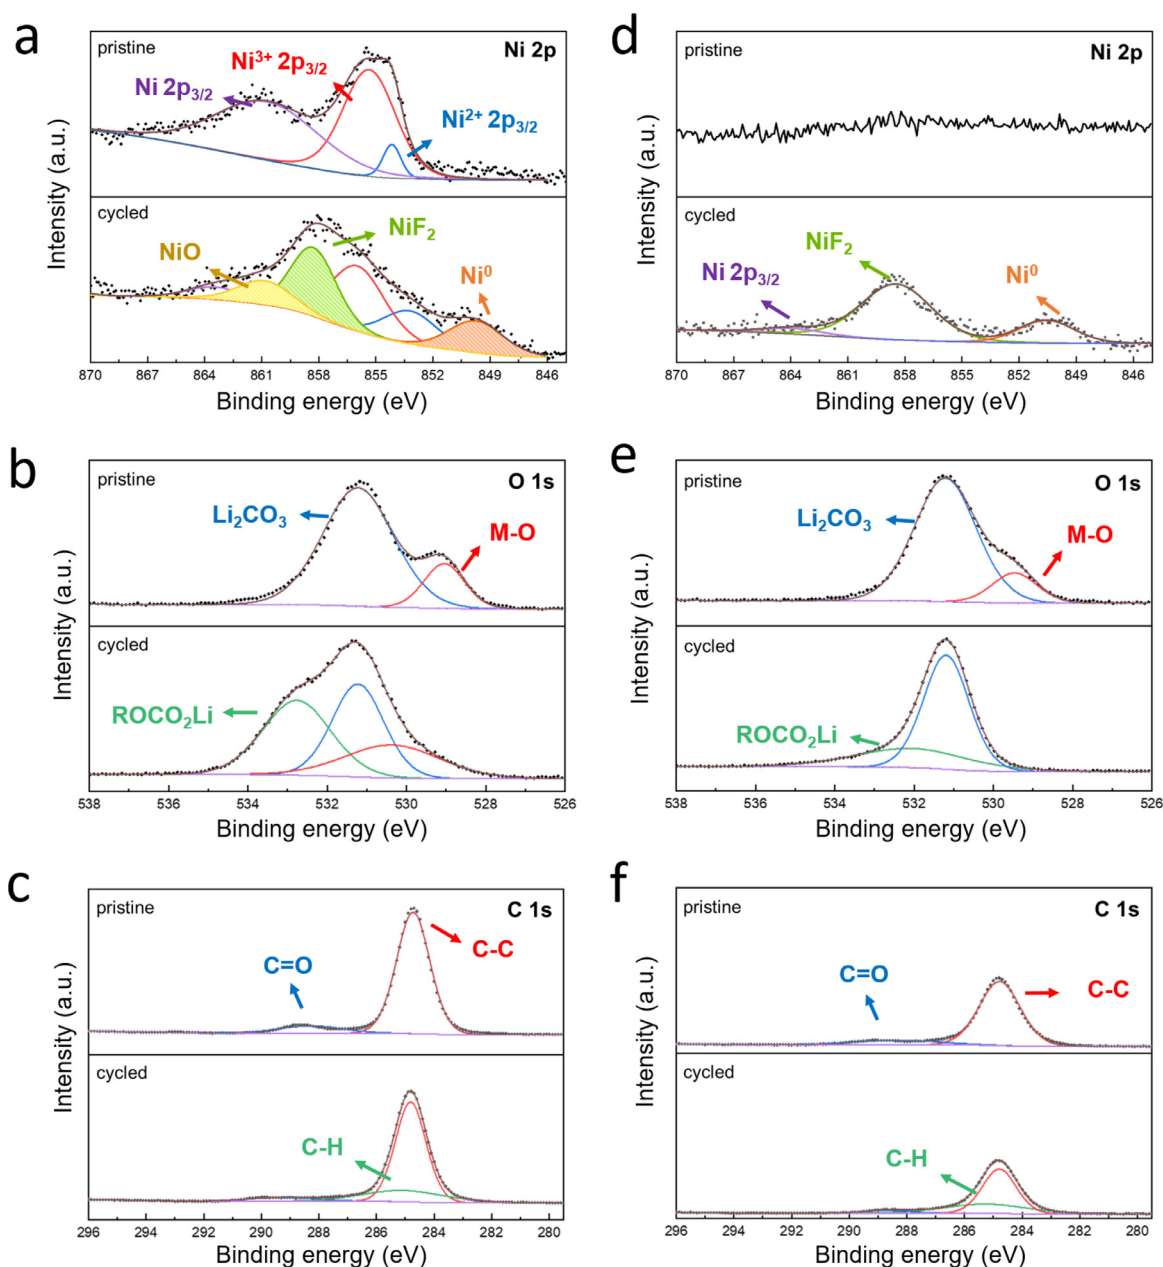 a
pristine
Ni 2p
Ni 2p3/2
Ni3+ 2p3/2
Ni2+ 2p3/2
cycled
NiO
NiF2
Ni0
Intensity (a.u.)
870 867 864 861 858 855 852 849 846
Binding energy (eV)
d
pristine
Ni 2p
cycled
Ni 2p3/2
NiF2
Ni0
Intensity (a.u.)
870 867 864 861 858 855 852 849 846
Binding energy (eV)
b
pristine
O 1s
Li2CO3
M-O
cycled
ROCO2Li
Intensity (a.u.)
538 536 534 532 530 528 526
Binding energy (eV)
e
pristine
O 1s
Li2CO3
M-O
cycled
ROCO2Li
Intensity (a.u.)
538 536 534 532 530 528 526
Binding energy (eV)
c
pristine
C 1s
C=O
C-C
cycled
C-H
Intensity (a.u.)
296 294 292 290 288 286 284 282 280
Binding energy (eV)
f
pristine
C 1s
C=O
C-C
cycled
C-H
Intensity (a.u.)
296 294 292 290 288 286 284 282 280
Binding energy (eV)